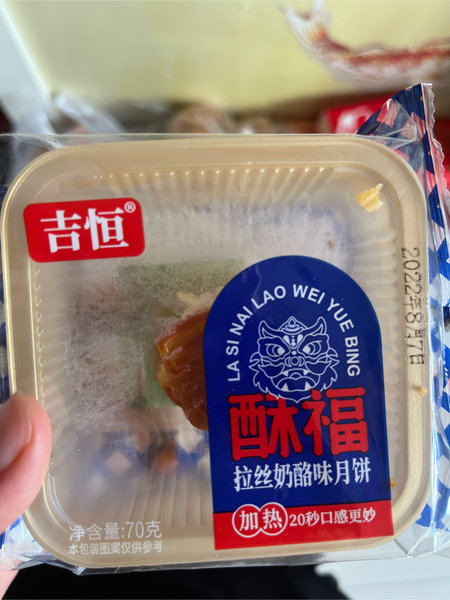 吉恒®
2022年8月7日
LA SI NAI LAO WEI YUE BING
酥福
拉丝奶酪味月饼
加热 20秒口感更妙
净含量:70克
本包装图案仅供参考